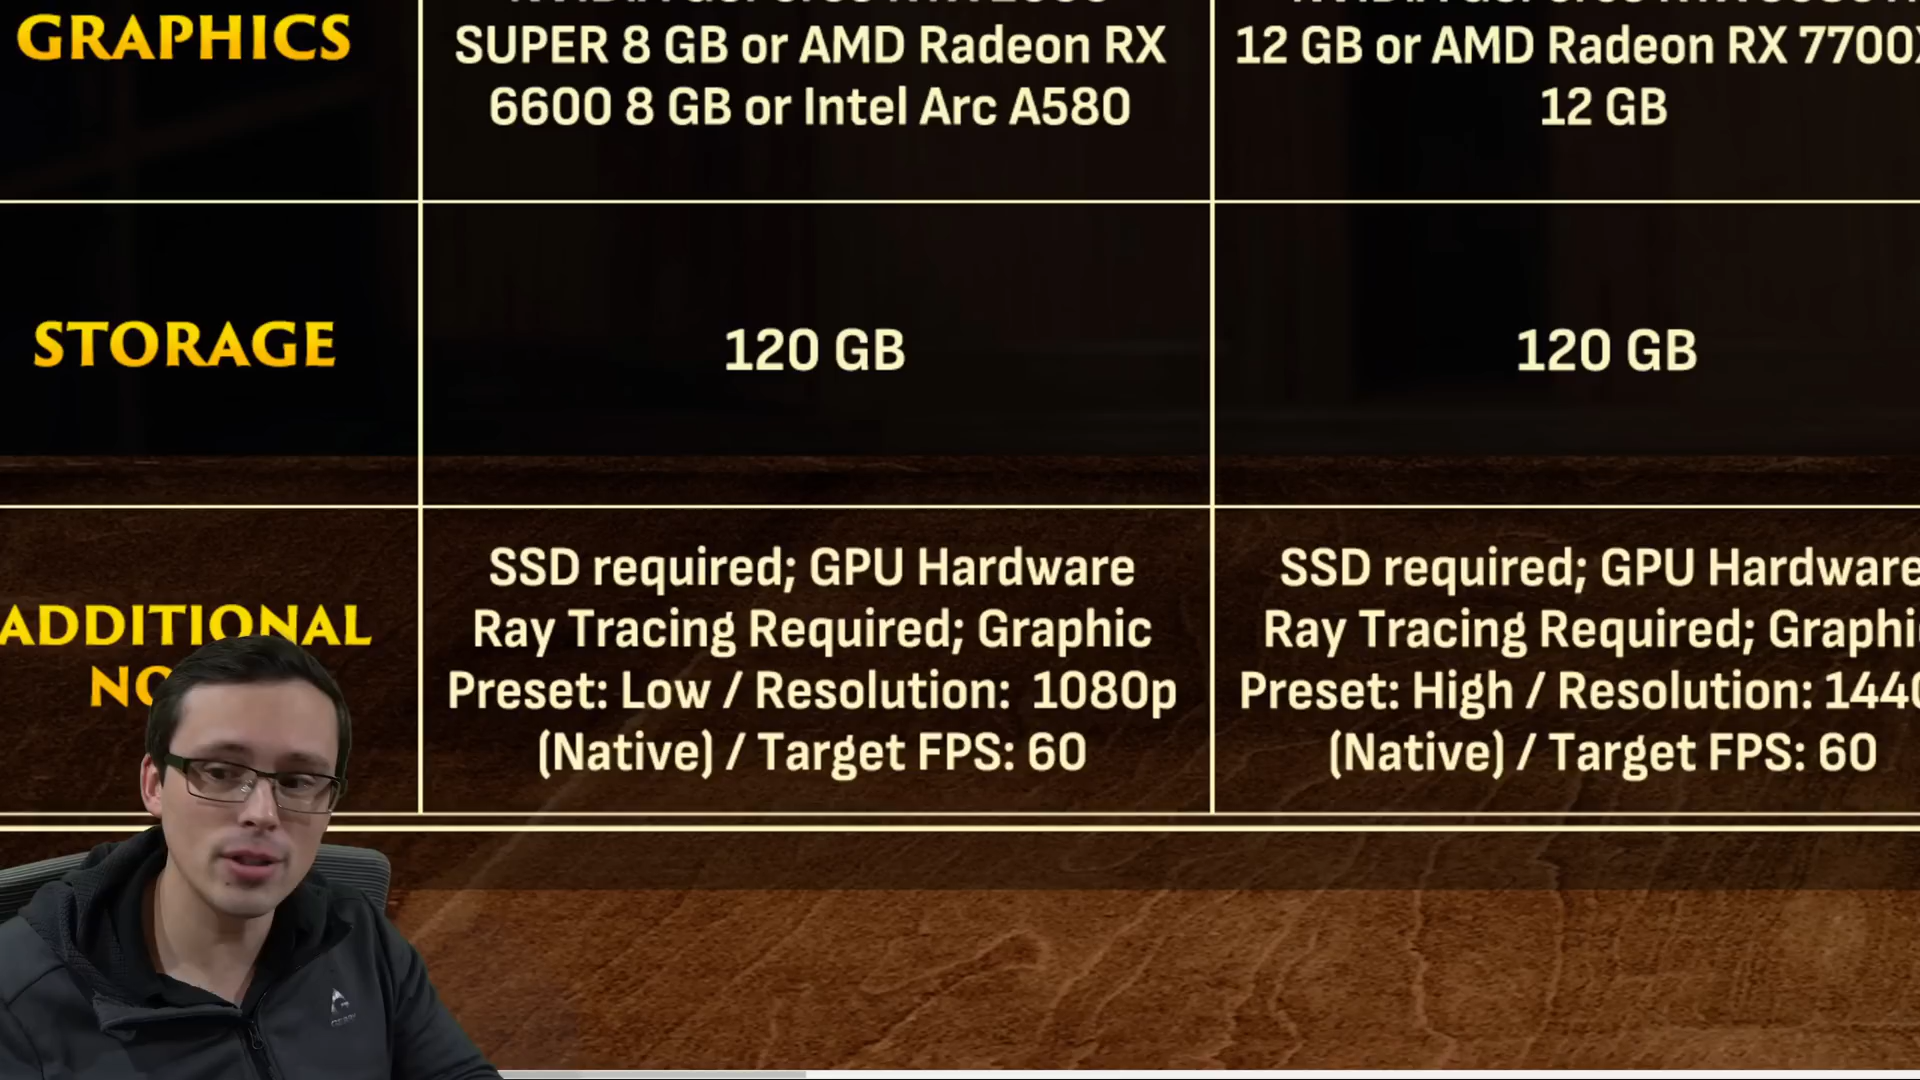 GRAPHICS
SUPER 8 GB or AMD Radeon RX
6600 8 GB or Intel Arc A580
12 GB or AMD Radeon RX 7700X
12 GB
STORAGE
120 GB
120 GB
ADDITIONAL
SSD required; GPU Hardware
Ray Tracing Required; Graphic
Preset: Low / Resolution: 1080p
(Native) / Target FPS: 60
SSD required; GPU Hardware
Ray Tracing Required;
Preset: High / Resolution:
(Native) / Target FPS: 60